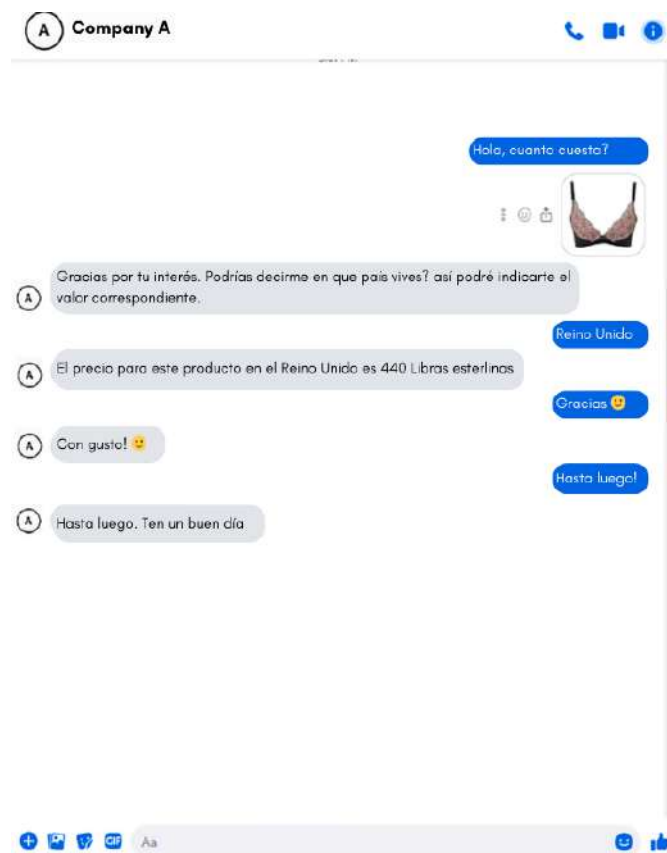 A Company A
Hola, cuanto cuesta?
Gracias por tu interés. Podrías decirme en que país vives? así podré indicarte el
A valor correspondiente.
Reino Unido
A El precio para este producto en el Reino Unido es 440 Libras esterlinas
Gracias 🙂
A Con gusto! 🙂
Hasta luego!
A Hasta luego. Ten un buen día
GIF Aa